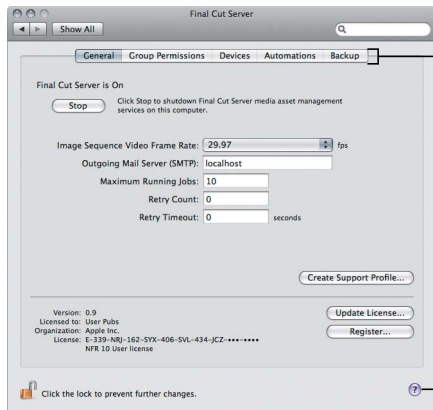 Final Cut Server
Show All
General Group Permissions Devices Automations Backup
Final Cut Server is On
Stop
Click Stop to shutdown Final Cut Server media asset management
services on this computer.
Image Sequence Video Frame Rate: 29.97 fps
Outgoing Mail Server (SMTP): localhost
Maximum Running Jobs: 10
Retry Count: 0
Retry Timeout: 0 seconds
Create Support Profile...
Version: 0.9
Licensed to: User Pubs
Organization: Apple Inc.
License: E-339-NRJ-162-SYX-406-SVL-434-JCZ-•••-••••
NFR 10 User license
Update License...
Register...
Click the lock to prevent further changes.
?